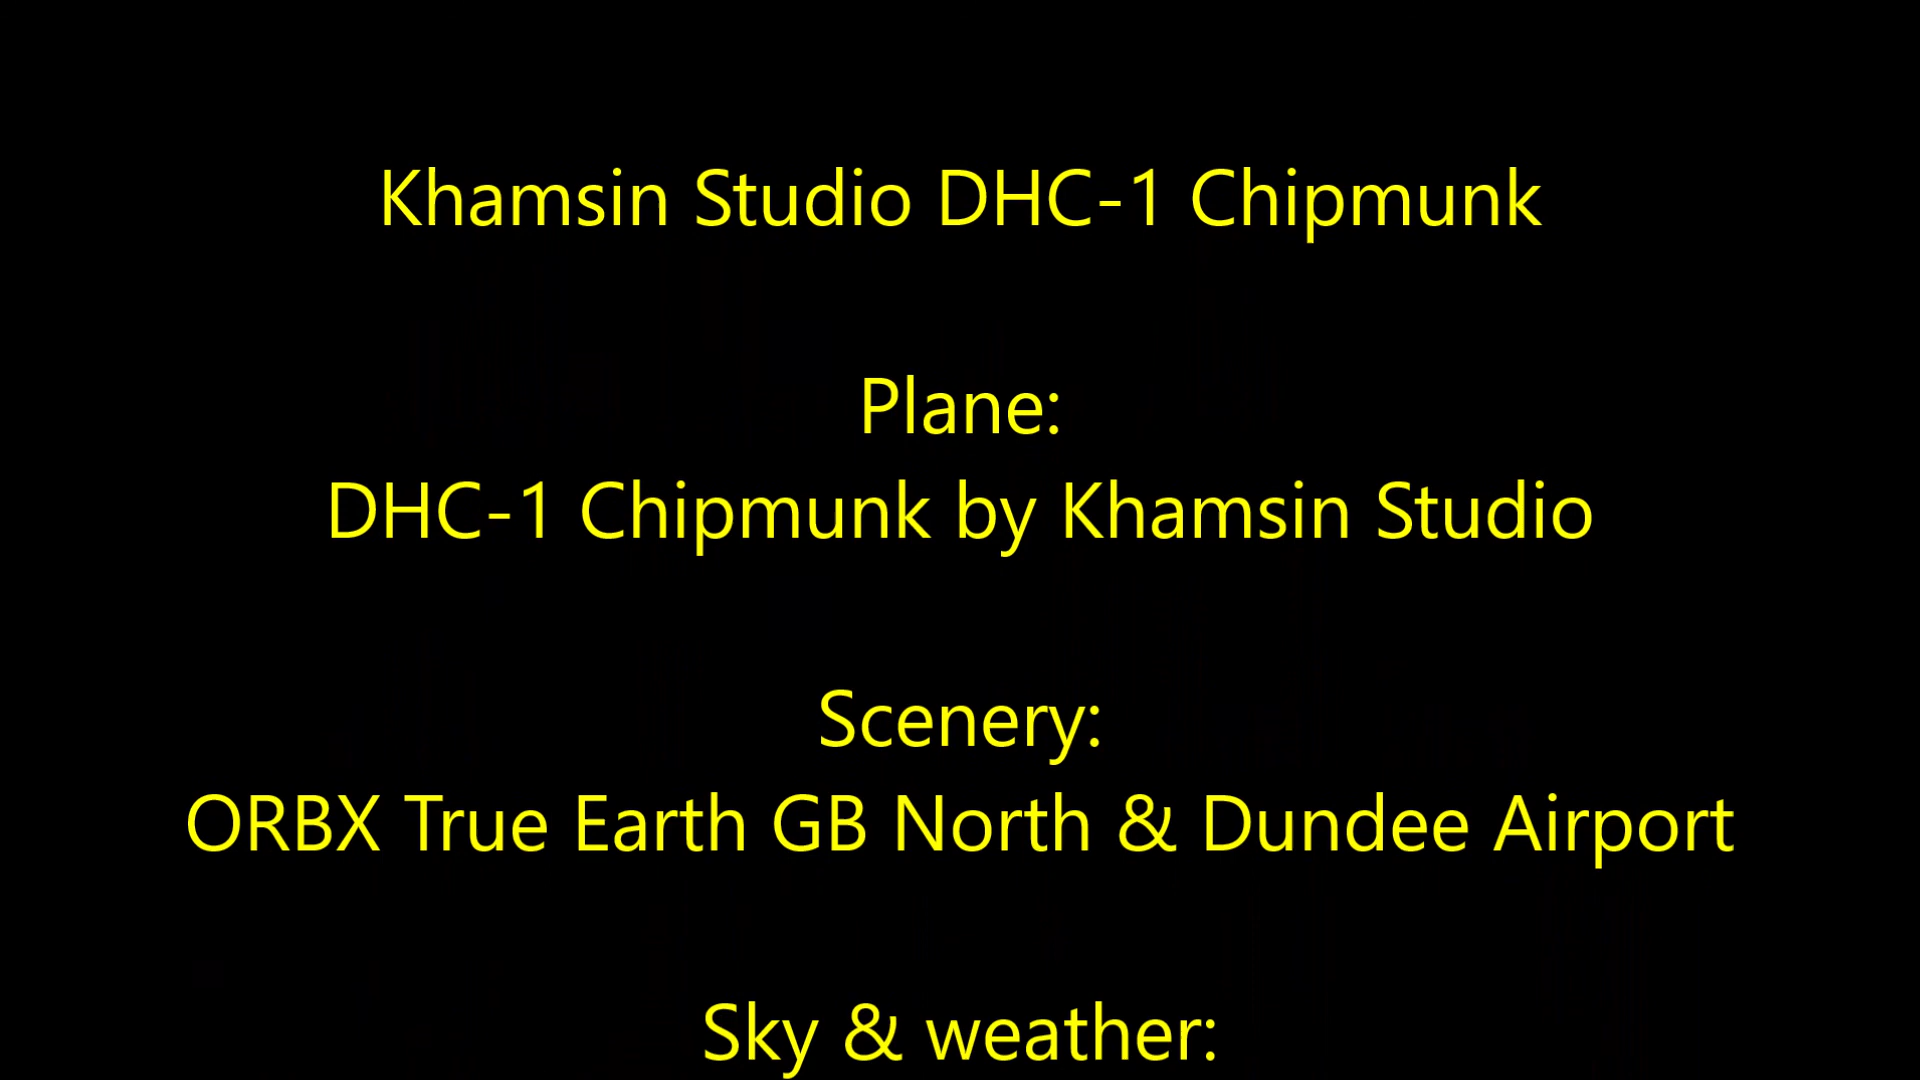 Khamsin Studio DHC-1 Chipmunk
Plane:
DHC-1 Chipmunk by Khamsin Studio
Scenery:
ORBX True Earth GB North & Dundee Airport
Sky & weather: